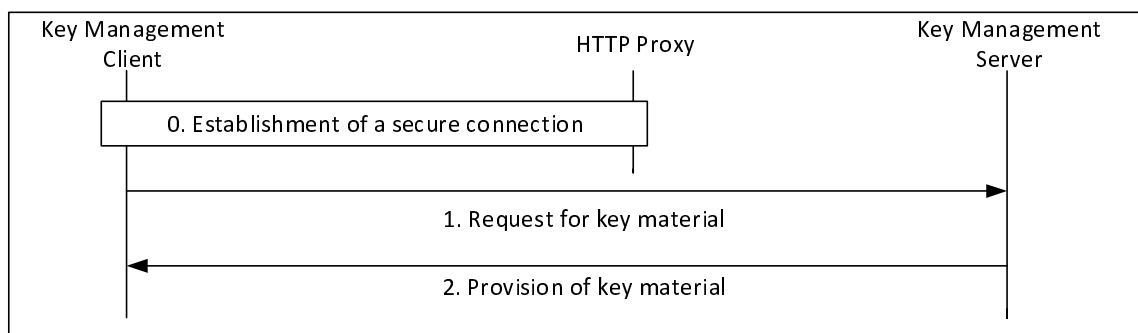 Key Management
Client
HTTP Proxy
Key Management
Server
0. Establishment of a secure connection
1. Request for key material
2. Provision of key material